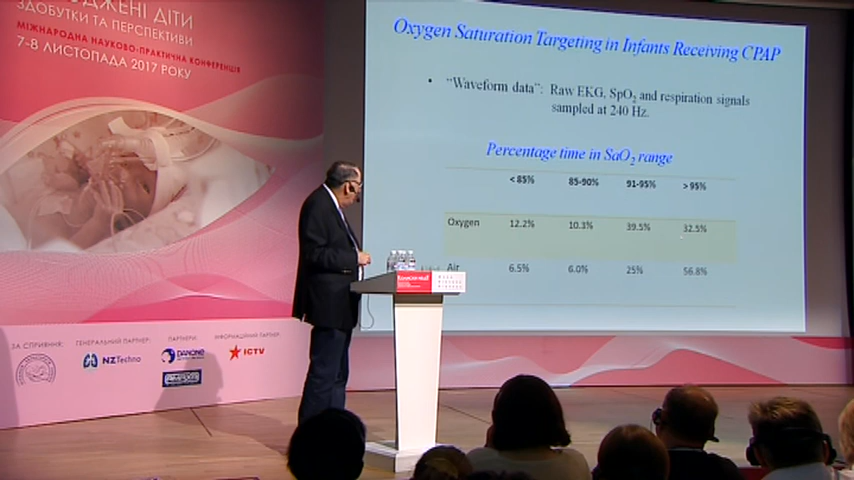 ДЖЕНІ ДІТИ
ЗДОБУТКИ ТА ПЕРСПЕКТИВИ
МІЖНАРОДНА НАУКОВО-ПРАКТИЧНА КОНФЕРЕНЦІЯ
7-8 ЛИСТОПАДА 2017 РОКУ
ЗА СПРИЯННЯ:
ГЕНЕРАЛЬНИЙ ПАРТНЕР:
ПАРТНЕРИ:
ІНФОРМАЦІЙНИЙ ПАРТНЕР:
NZTechno
DANONE
ICTV
Oxygen Saturation Targeting in Infants Receiving CPAP
• “Waveform data”: Raw EKG, SpO2 and respiration signals
sampled at 240 Hz.
Percentage time in SaO2 range
< 85% 85-90% 91-95% > 95%
Oxygen 12.2% 10.3% 39.5% 32.5%
Air 6.5% 6.0% 25% 56.8%